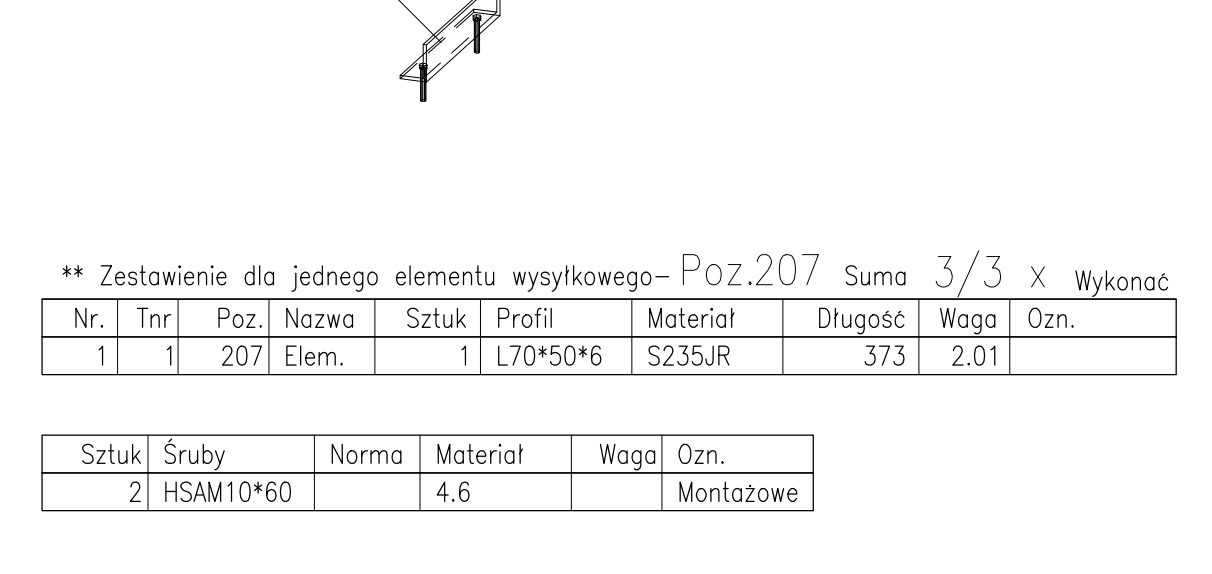 ** Zestawienie dla jednego elementu wysyłkowego– Poz.207 Suma 3/3 x Wykonać
Nr. Tnr Poz. Nazwa Sztuk Profil Materiał Długość Waga Ozn.
1 1 207 Elem. 1 L70*50*6 S235JR 373 2.01
Sztuk Śruby Norma Materiał Waga Ozn.
2 HSAM10*60 4.6 Montażowe